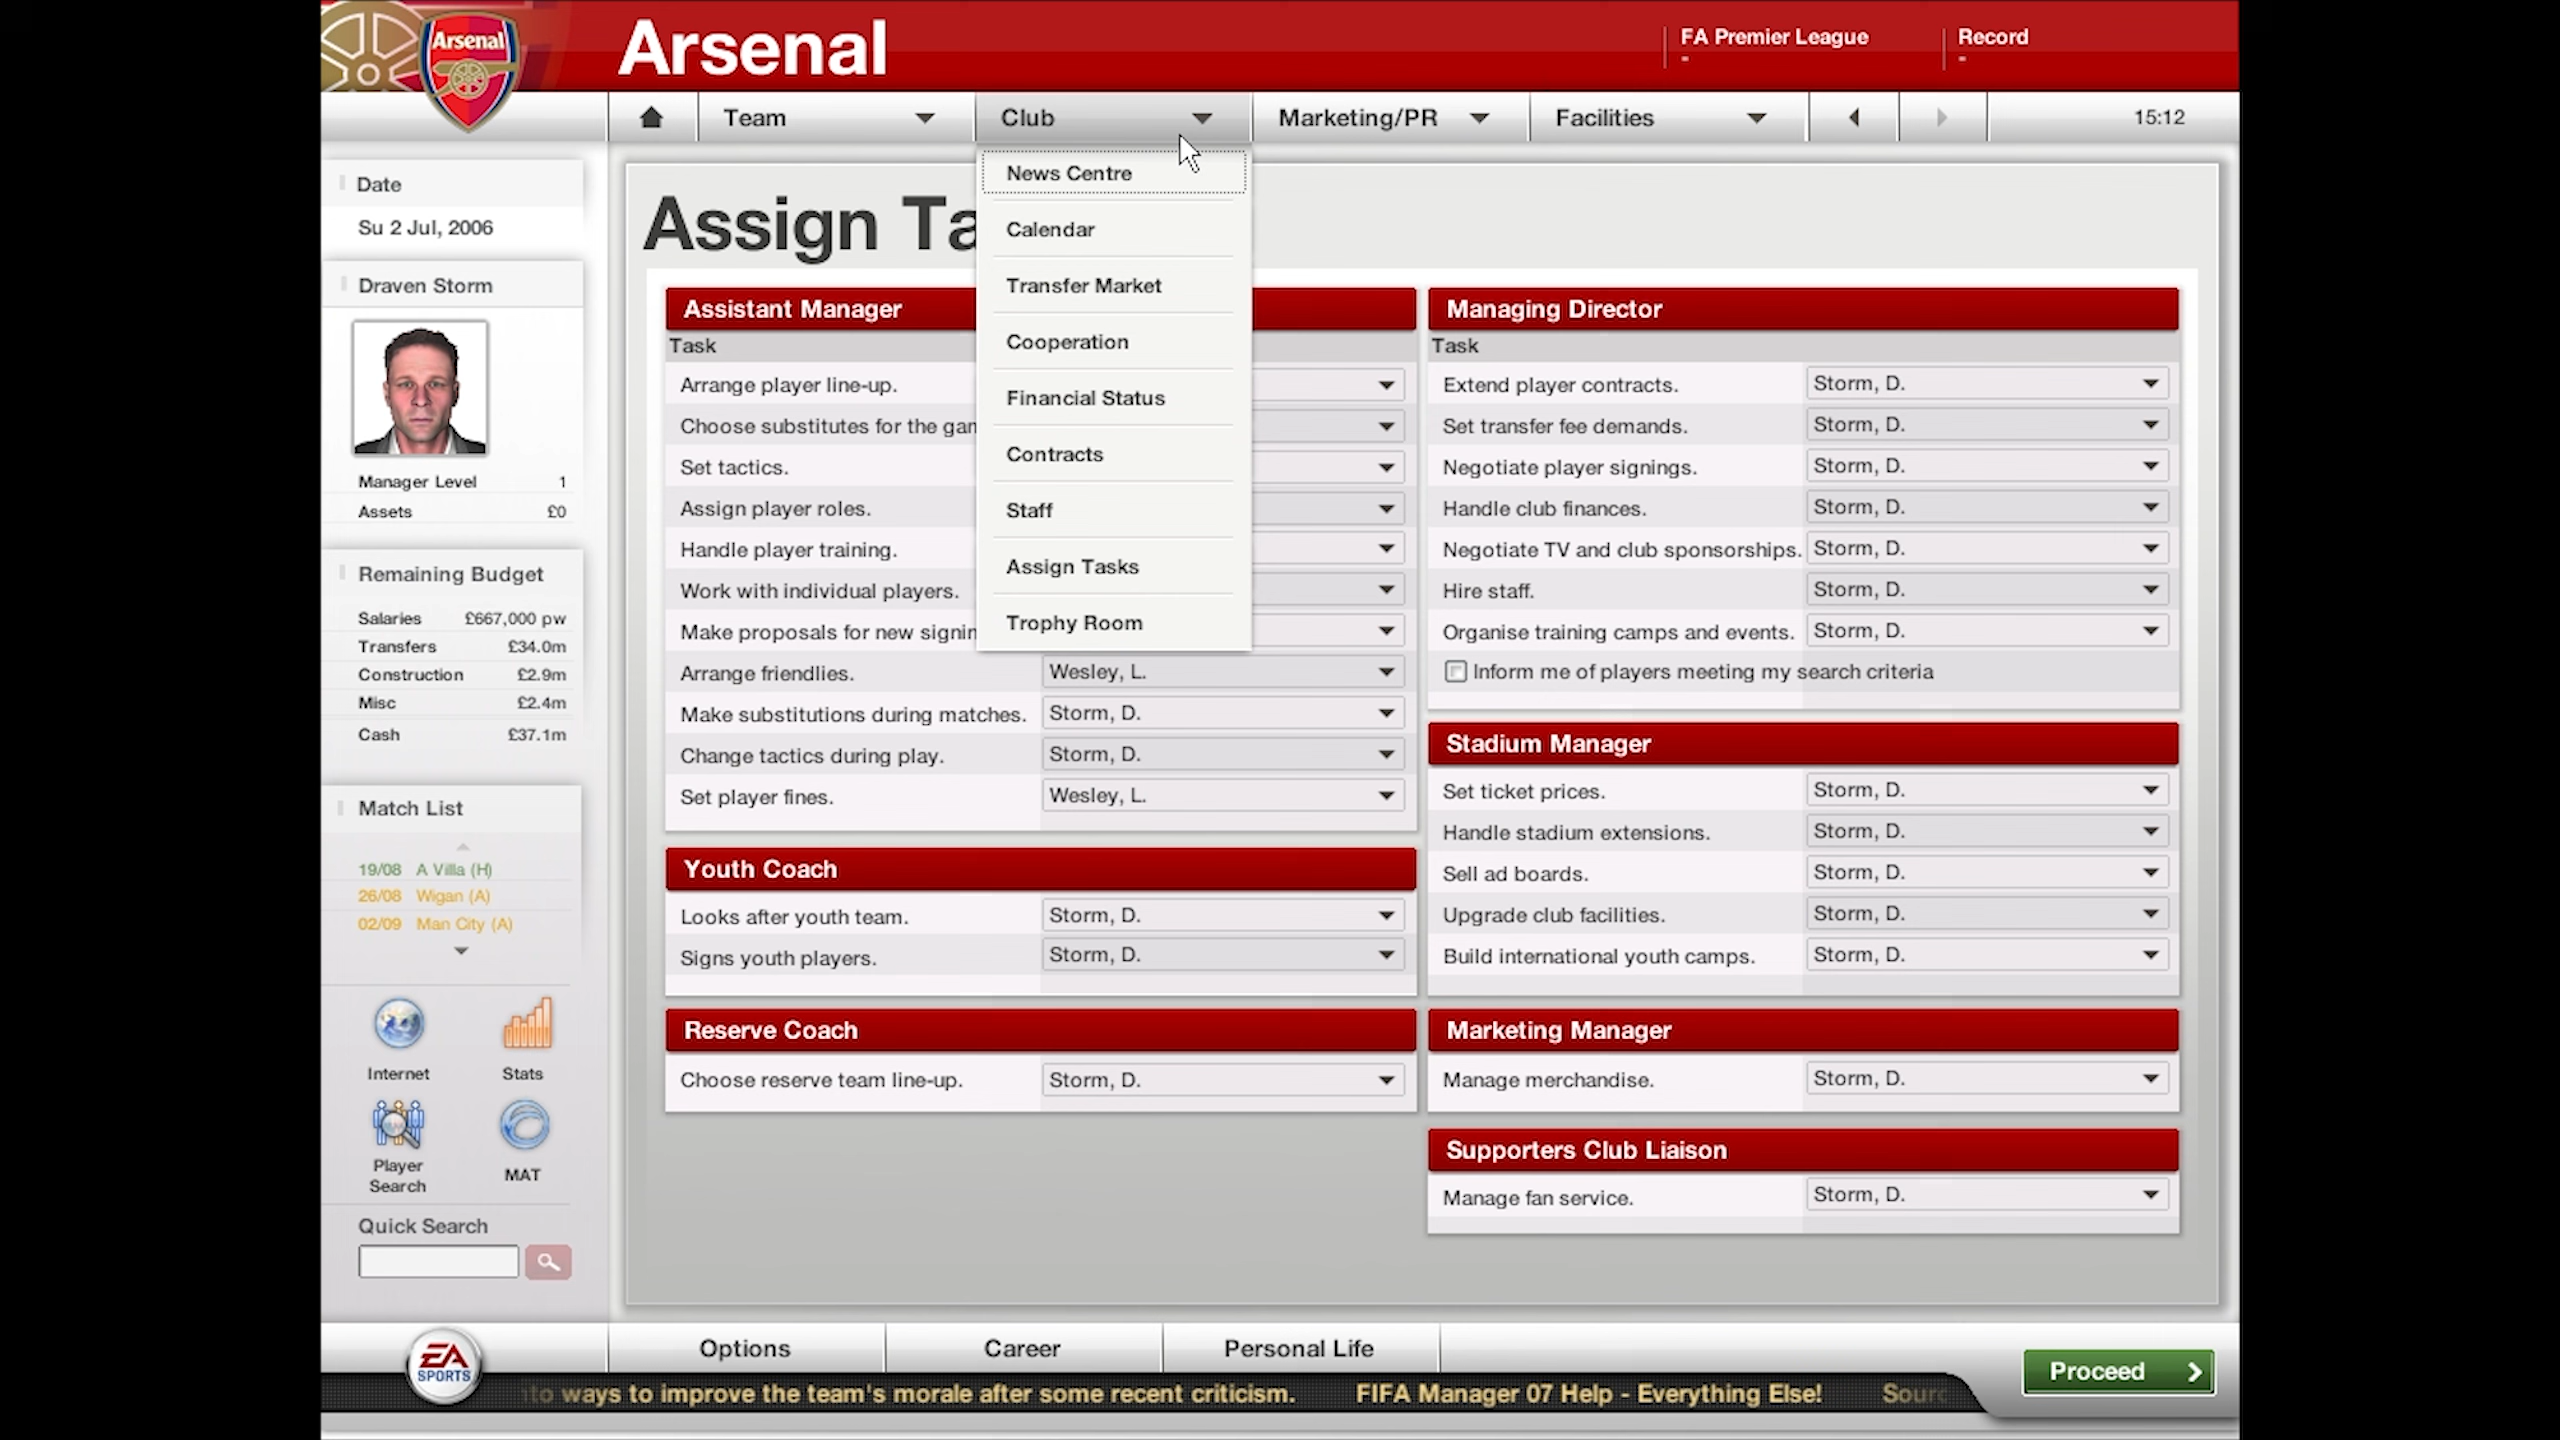 Arsenal
Arsenal
FA Premier League
-
Record
-
Team
Club
Marketing/PR
Facilities
15:12
Date
Su 2 Jul, 2006
Draven Storm
Manager Level 1
Assets £0
Remaining Budget
Salaries £667,000 pw
Transfers £34.0m
Construction £2.9m
Misc £2.4m
Cash £37.1m
Match List
19/08 A Villa (H)
26/08 Wigan (A)
02/09 Man City (A)
Internet
Stats
Player
Search
MAT
Quick Search
News Centre
Calendar
Transfer Market
Cooperation
Financial Status
Contracts
Staff
Assign Tasks
Trophy Room
Assign Ta
Assistant Manager
Task
Arrange player line-up.
Choose substitutes for the gam
Set tactics.
Assign player roles.
Handle player training.
Work with individual players.
Make proposals for new signin
Arrange friendlies. Wesley, L.
Make substitutions during matches. Storm, D.
Change tactics during play. Storm, D.
Set player fines. Wesley, L.
Youth Coach
Looks after youth team. Storm, D.
Signs youth players. Storm, D.
Reserve Coach
Choose reserve team line-up. Storm, D.
Managing Director
Task
Extend player contracts. Storm, D.
Set transfer fee demands. Storm, D.
Negotiate player signings. Storm, D.
Handle club finances. Storm, D.
Negotiate TV and club sponsorships. Storm, D.
Hire staff. Storm, D.
Organise training camps and events. Storm, D.
Inform me of players meeting my search criteria
Stadium Manager
Set ticket prices. Storm, D.
Handle stadium extensions. Storm, D.
Sell ad boards. Storm, D.
Upgrade club facilities. Storm, D.
Build international youth camps. Storm, D.
Marketing Manager
Manage merchandise. Storm, D.
Supporters Club Liaison
Manage fan service. Storm, D.
Options
Career
Personal Life
Proceed
EA
SPORTS
to ways to improve the team's morale after some recent criticism. FIFA Manager 07 Help - Everything Else!